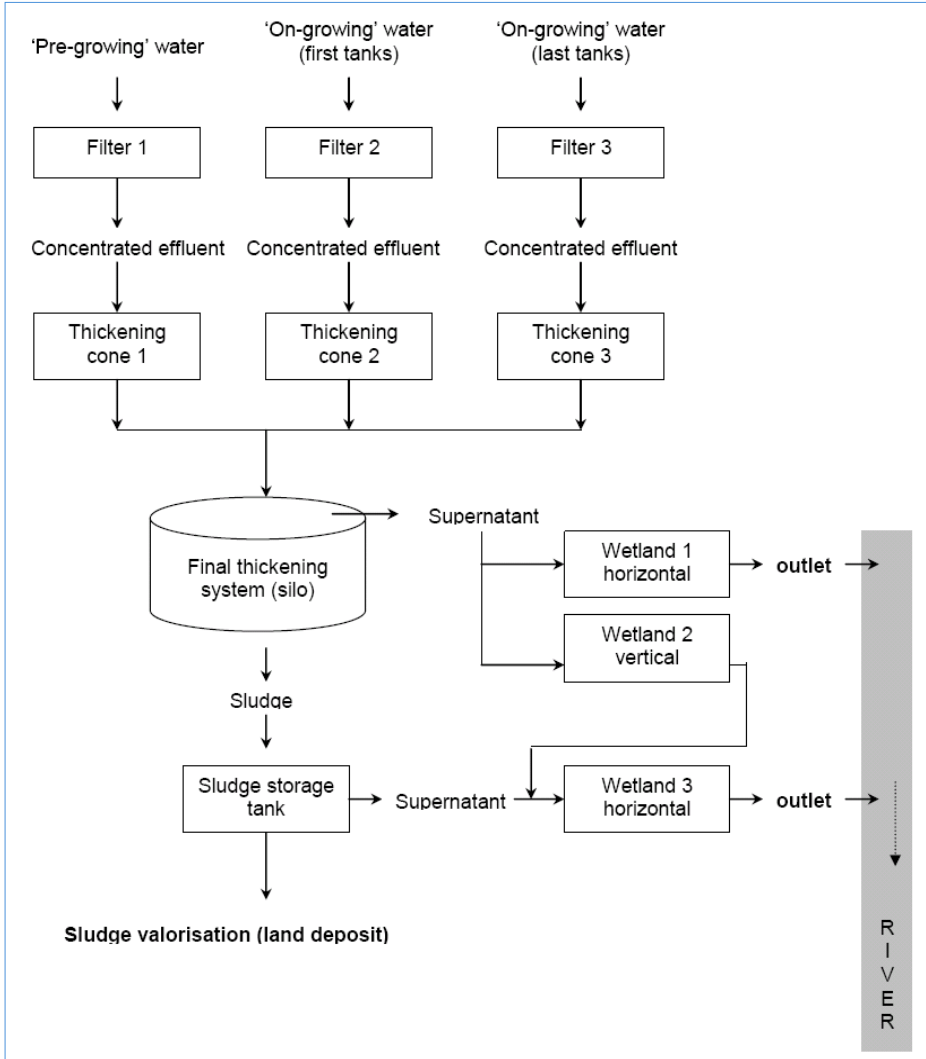 'Pre-growing' water
'On-growing' water
(first tanks)
'On-growing' water
(last tanks)
Filter 1
Filter 2
Filter 3
Concentrated effluent
Concentrated effluent
Concentrated effluent
Thickening
cone 1
Thickening
cone 2
Thickening
cone 3
Final thickening
system (silo)
Supernatant
Wetland 1
horizontal
outlet
Wetland 2
vertical
Sludge
Sludge storage
tank
Supernatant
Wetland 3
horizontal
outlet
Sludge valorisation (land deposit)
R
I
V
E
R